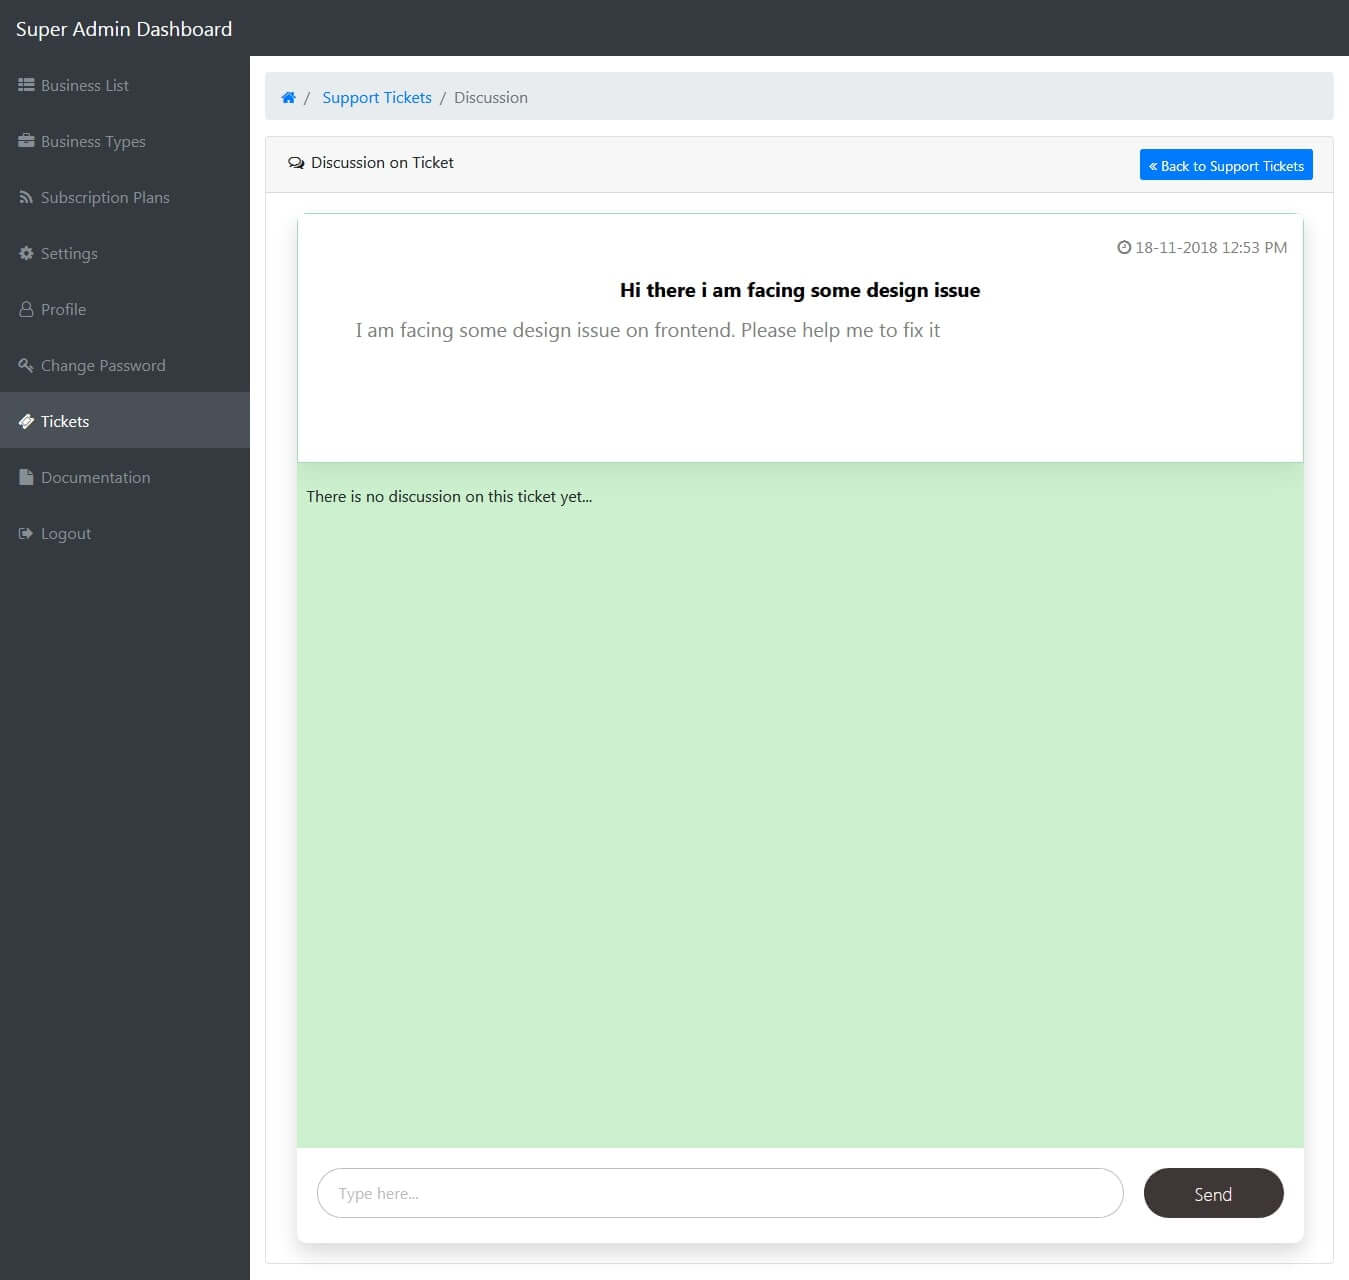 Super Admin Dashboard
Business List
Business Types
Subscription Plans
Settings
Profile
Change Password
Tickets
Documentation
Logout
/ Support Tickets / Discussion
Discussion on Ticket
« Back to Support Tickets
18-11-2018 12:53 PM
Hi there i am facing some design issue
I am facing some design issue on frontend. Please help me to fix it
There is no discussion on this ticket yet...
Type here...
Send